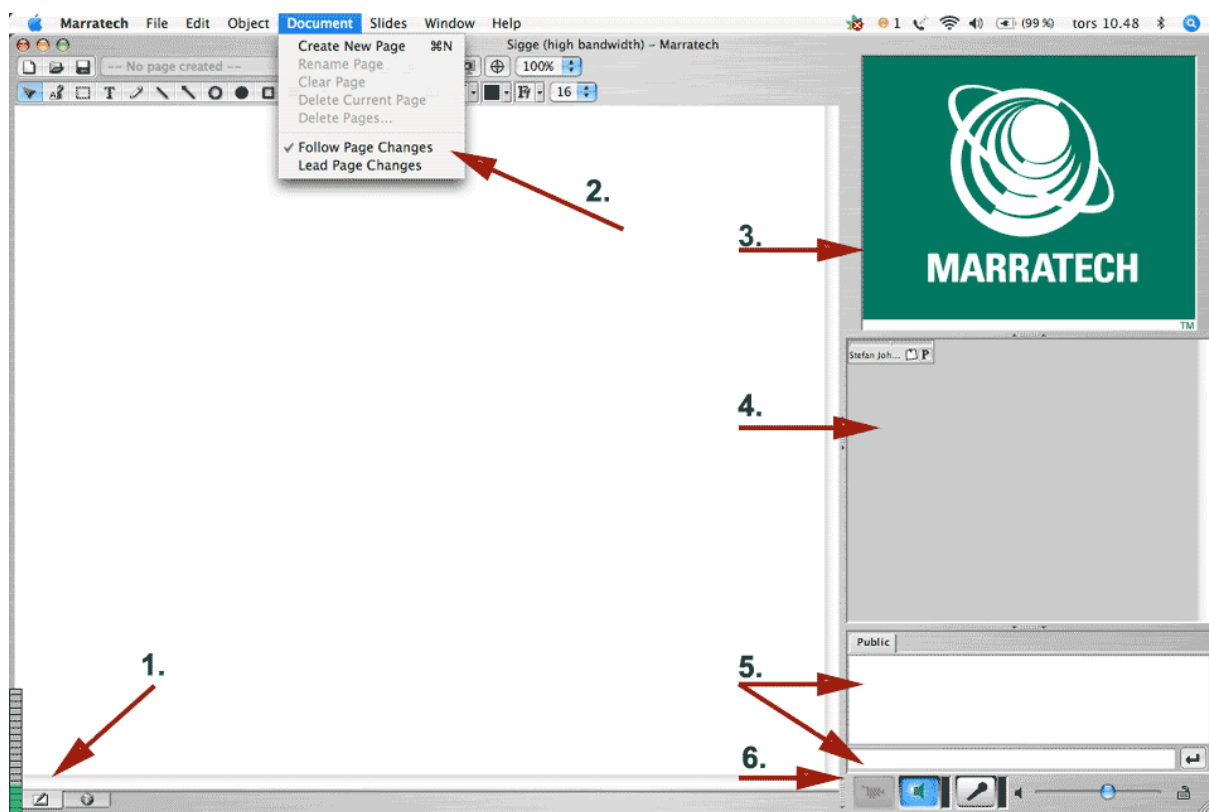 Marratech File Edit Object Document Slides Window Help 1 (99 %) tors 10.48
Sigge (high bandwidth) – Marratech
-- No page created -- 100%
T 16
Create New Page ⌘N
Rename Page
Clear Page
Delete Current Page
Delete Pages...
✓ Follow Page Changes
Lead Page Changes
2.
3.
MARRATECH
TM
Stefan Joh... P
4.
Public
1.
5.
6.